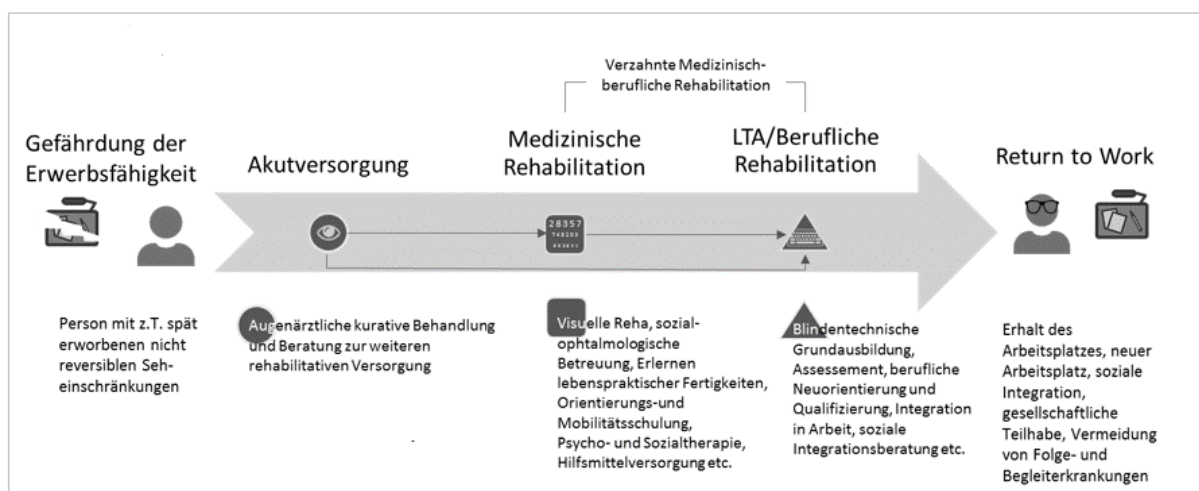 Verzahnte Medizinisch-
berufliche Rehabilitation
Gefährdung der
Erwerbsfähigkeit
Akutversorgung
Medizinische
Rehabilitation
LTA/Berufliche
Rehabilitation
Return to Work
28357
Person mit z.T. spät
erworbenen nicht
reversiblen Seh-
einschränkungen
Augenärztliche kurative Behandlung
und Beratung zur weiteren
rehabilitativen Versorgung
Visuelle Reha, sozial-
ophtalmologische
Betreuung, Erlernen
lebenspraktischer Fertigkeiten,
Orientierungs-und
Mobilitätsschulung,
Psycho- und Sozialtherapie,
Hilfsmittelversorgung etc.
Blindentechnische
Grundausbildung,
Assessment, berufliche
Neuorientierung und
Qualifizierung, Integration
in Arbeit, soziale
Integrationsberatung etc.
Erhalt des
Arbeitsplatzes, neuer
Arbeitsplatz, soziale
Integration,
gesellschaftliche
Teilhabe, Vermeidung
von Folge- und
Begleiterkrankungen